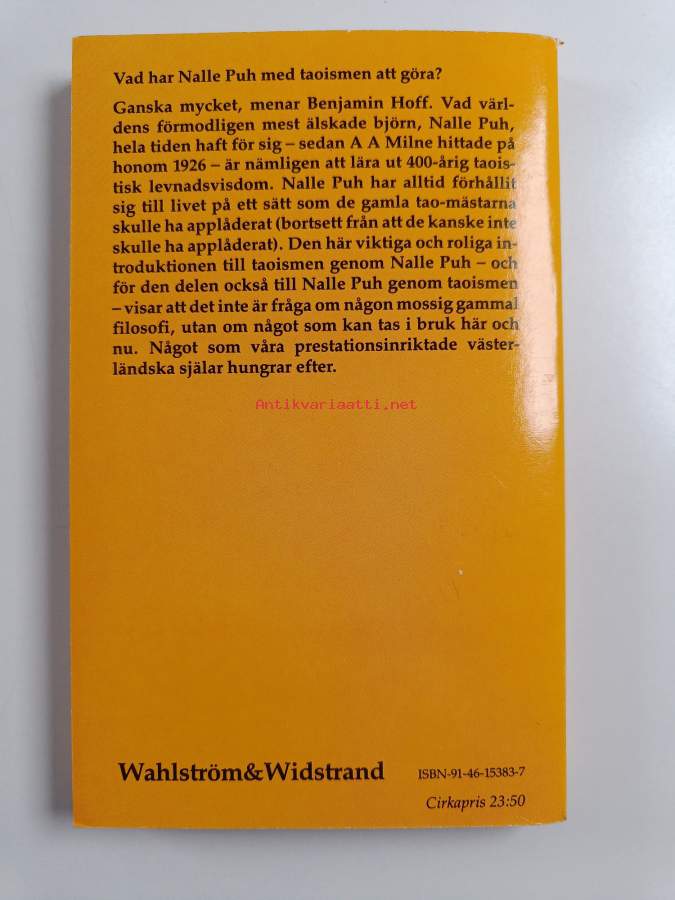 Vad har Nalle Puh med taoismen att göra?
Ganska mycket, menar Benjamin Hoff. Vad värl-
dens förmodligen mest älskade björn, Nalle Puh,
hela tiden haft för sig – sedan A A Milne hittade på
honom 1926 – är nämligen att lära ut 400-årig taois-
tisk levnadsvisdom. Nalle Puh har alltid förhållit
sig till livet på ett sätt som de gamla tao-mästarna
skulle ha applåderat (bortsett från att de kanske inte
skulle ha applåderat). Den här viktiga och roliga in-
troduktionen till taoismen genom Nalle Puh – och
för den delen också till Nalle Puh genom taoismen
– visar att det inte är fråga om någon mossig gammal
filosofi, utan om något som kan tas i bruk här och
nu. Något som våra prestationsinriktade väster-
ländska själar hungrar efter.
Antikvariaatti.net
Wahlström&Widstrand
ISBN-91-46-15383-7
Cirkapris 23:50